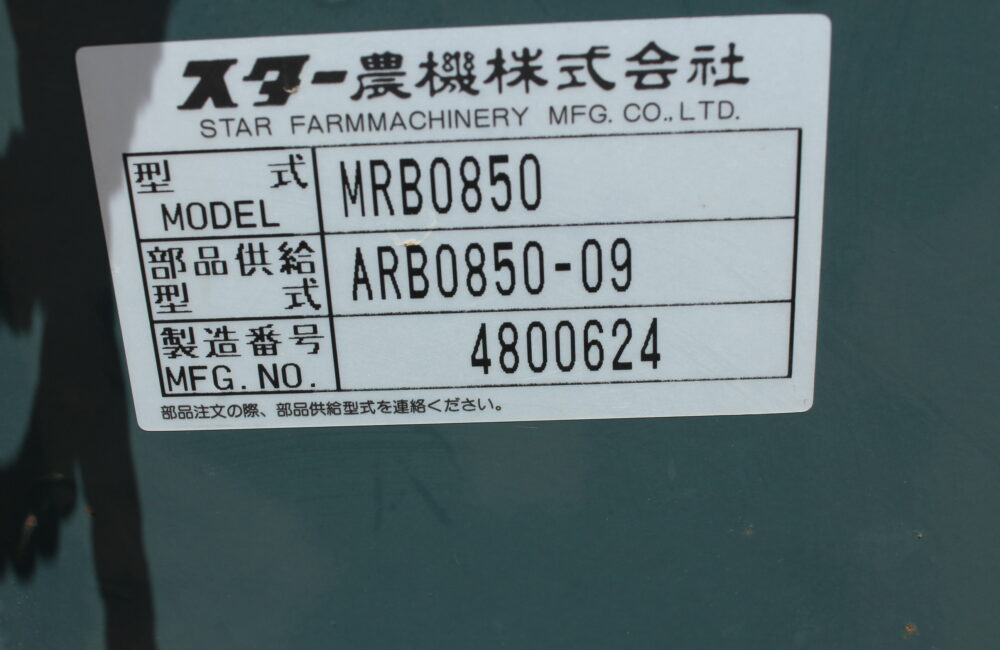 スター農機株式会社
STAR FARMMACHINERY MFG. CO., LTD.
型式 MRB0850
MODEL
部品供給 ARB0850-09
型式
製造番号 4800624
MFG. NO.
部品注文の際、部品供給型式を連絡ください。